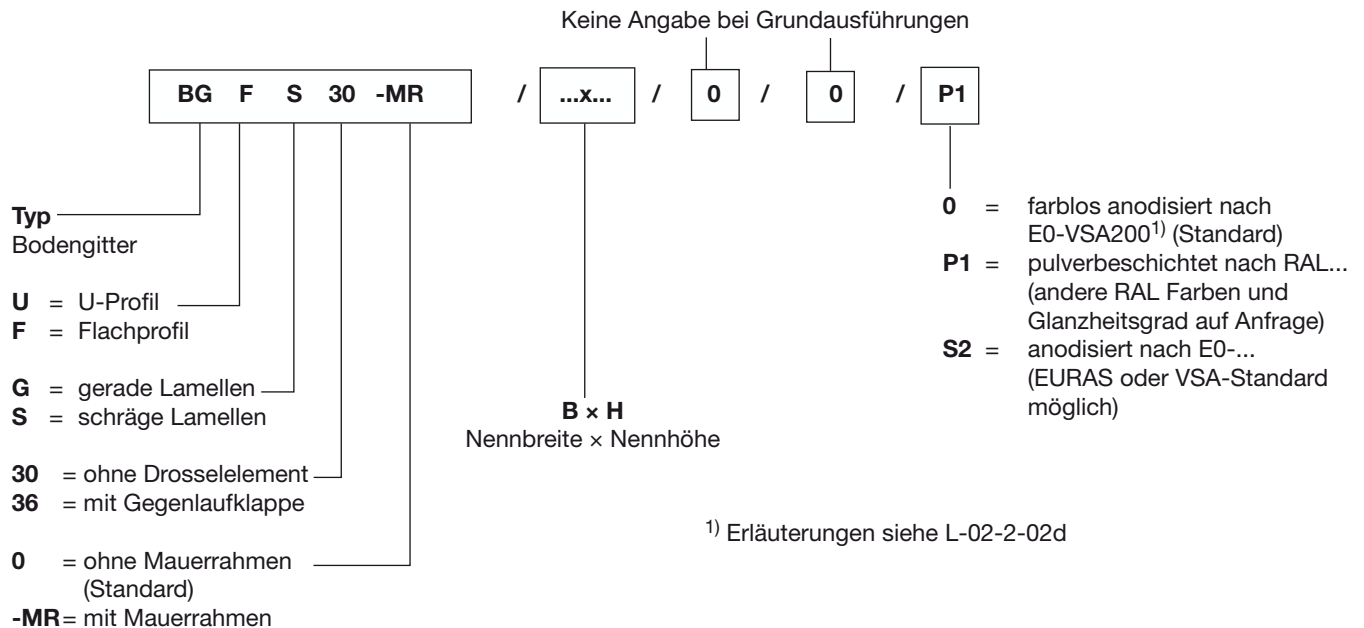 Keine Angabe bei Grundausführungen
BG F S 30 -MR / ...x... / 0 / 0 / P1
Typ
Bodengitter
U = U-Profil
F = Flachprofil
G = gerade Lamellen
S = schräge Lamellen
30 = ohne Drosselelement
36 = mit Gegenlaufklappe
0 = ohne Mauerrahmen
(Standard)
-MR= mit Mauerrahmen
B × H
Nennbreite × Nennhöhe
0 = farblos anodisiert nach
E0-VSA200¹⁾ (Standard)
P1 = pulverbeschichtet nach RAL...
(andere RAL Farben und
Glanzheitsgrad auf Anfrage)
S2 = anodisiert nach E0-...
(EURAS oder VSA-Standard
möglich)
¹⁾ Erläuterungen siehe L-02-2-02d